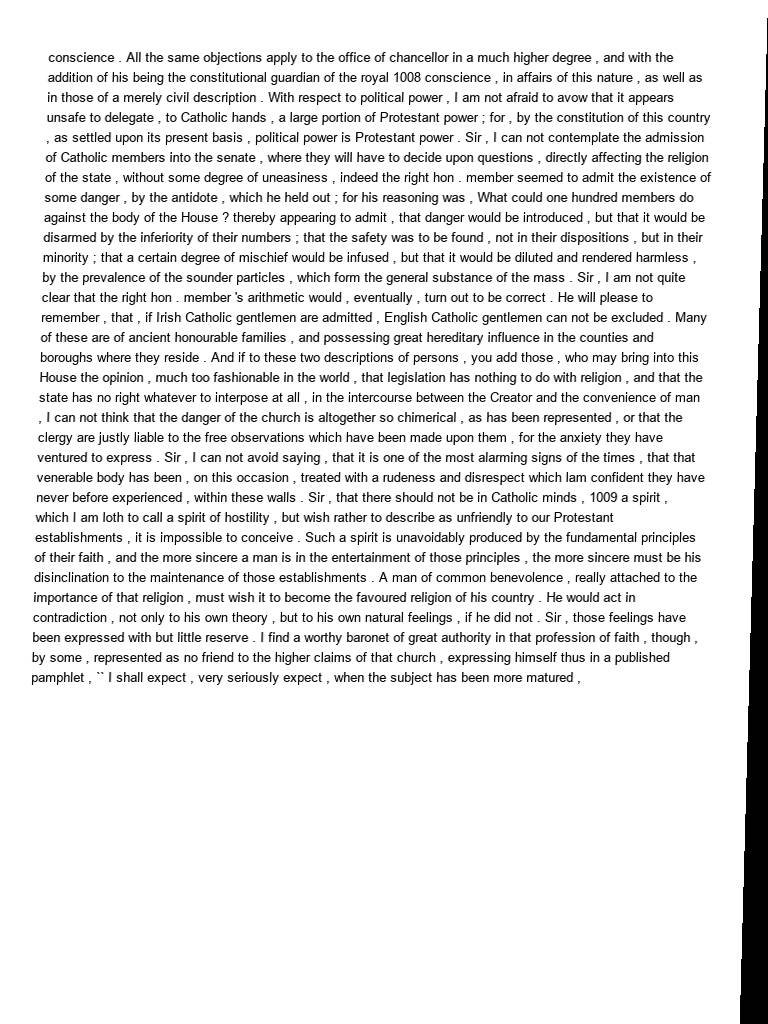 conscience . All the same objections apply to the office of chancellor in a much higher degree , and with the
addition of his being the constitutional guardian of the royal 1008 conscience , in affairs of this nature , as well as
in those of a merely civil description . With respect to political power , I am not afraid to avow that it appears
unsafe to delegate , to Catholic hands , a large portion of Protestant power ; for , by the constitution of this country
, as settled upon its present basis , political power is Protestant power . Sir , I can not contemplate the admission
of Catholic members into the senate , where they will have to decide upon questions , directly affecting the religion
of the state , without some degree of uneasiness , indeed the right hon . member seemed to admit the existence of
some danger , by the antidote , which he held out ; for his reasoning was , What could one hundred members do
against the body of the House ? thereby appearing to admit , that danger would be introduced , but that it would be
disarmed by the inferiority of their numbers ; that the safety was to be found , not in their dispositions , but in their
minority ; that a certain degree of mischief would be infused , but that it would be diluted and rendered harmless ,
by the prevalence of the sounder particles , which form the general substance of the mass . Sir , I am not quite
clear that the right hon . member 's arithmetic would , eventually , turn out to be correct . He will please to
remember , that , if Irish Catholic gentlemen are admitted , English Catholic gentlemen can not be excluded . Many
of these are of ancient honourable families , and possessing great hereditary influence in the counties and
boroughs where they reside . And if to these two descriptions of persons , you add those , who may bring into this
House the opinion , much too fashionable in the world , that legislation has nothing to do with religion , and that the
state has no right whatever to interpose at all , in the intercourse between the Creator and the convenience of man
, I can not think that the danger of the church is altogether so chimerical , as has been represented , or that the
clergy are justly liable to the free observations which have been made upon them , for the anxiety they have
ventured to express . Sir , I can not avoid saying , that it is one of the most alarming signs of the times , that that
venerable body has been , on this occasion , treated with a rudeness and disrespect which lam confident they have
never before experienced , within these walls . Sir , that there should not be in Catholic minds , 1009 a spirit ,
which I am loth to call a spirit of hostility , but wish rather to describe as unfriendly to our Protestant
establishments , it is impossible to conceive . Such a spirit is unavoidably produced by the fundamental principles
of their faith , and the more sincere a man is in the entertainment of those principles , the more sincere must be his
disinclination to the maintenance of those establishments . A man of common benevolence , really attached to the
importance of that religion , must wish it to become the favoured religion of his country . He would act in
contradiction , not only to his own theory , but to his own natural feelings , if he did not . Sir , those feelings have
been expressed with but little reserve . I find a worthy baronet of great authority in that profession of faith , though ,
by some , represented as no friend to the higher claims of that church , expressing himself thus in a published
pamphlet , `` I shall expect , very seriously expect , when the subject has been more matured ,